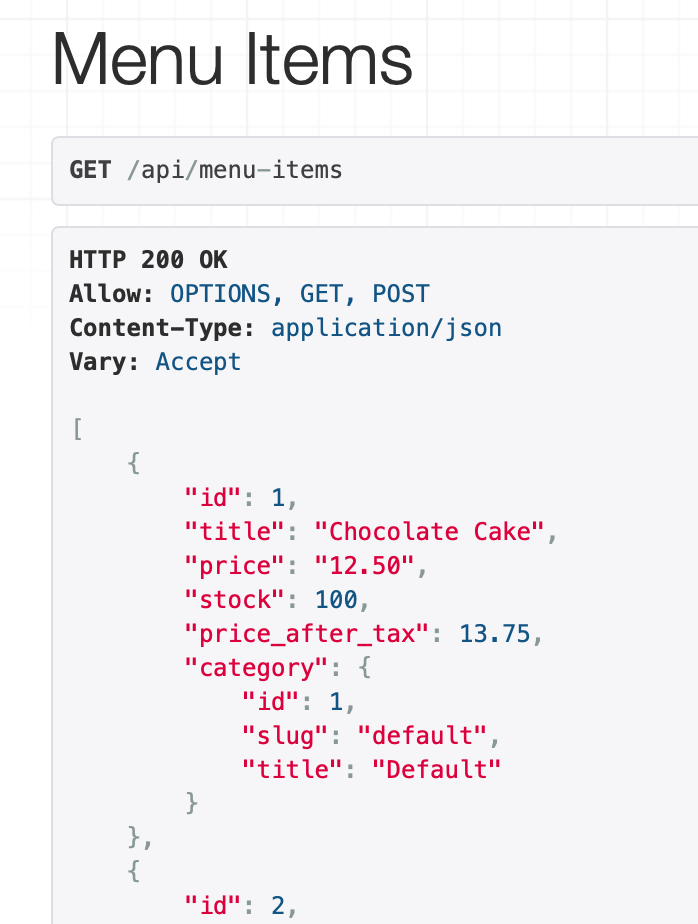 Menu Items
GET /api/menu-items
HTTP 200 OK
Allow: OPTIONS, GET, POST
Content-Type: application/json
Vary: Accept
[
    {
        "id": 1,
        "title": "Chocolate Cake",
        "price": "12.50",
        "stock": 100,
        "price_after_tax": 13.75,
        "category": {
            "id": 1,
            "slug": "default",
            "title": "Default"
        }
    },
    {
        "id": 2,